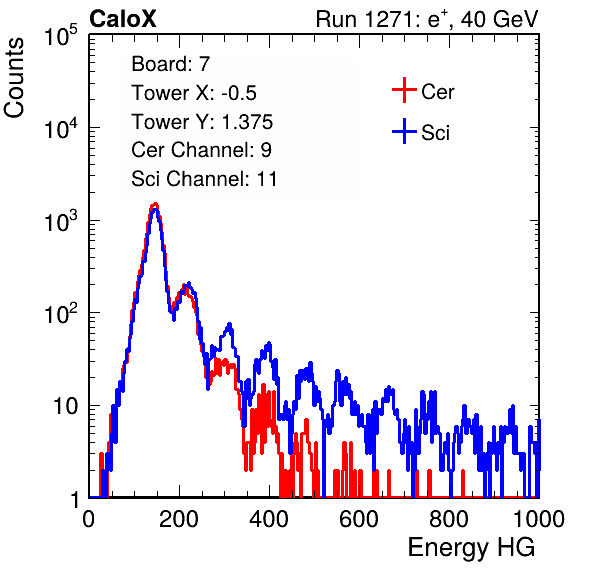 CaloX Run 1271: e⁺, 40 GeV
Counts
Board: 7
Tower X: -0.5
Tower Y: 1.375
Cer Channel: 9
Sci Channel: 11
Cer
Sci
10⁵
10⁴
10³
10²
10
1
0 200 400 600 800 1000
Energy HG